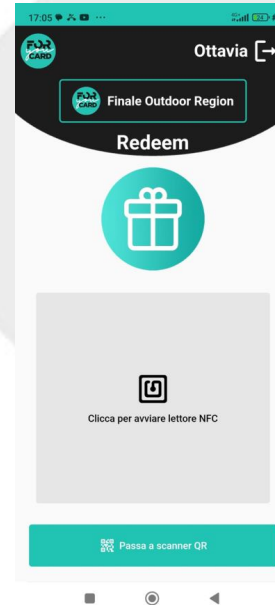 17:05
Ottavia
Finale Outdoor Region
Redeem
Clicca per avviare lettore NFC
Passa a scanner QR